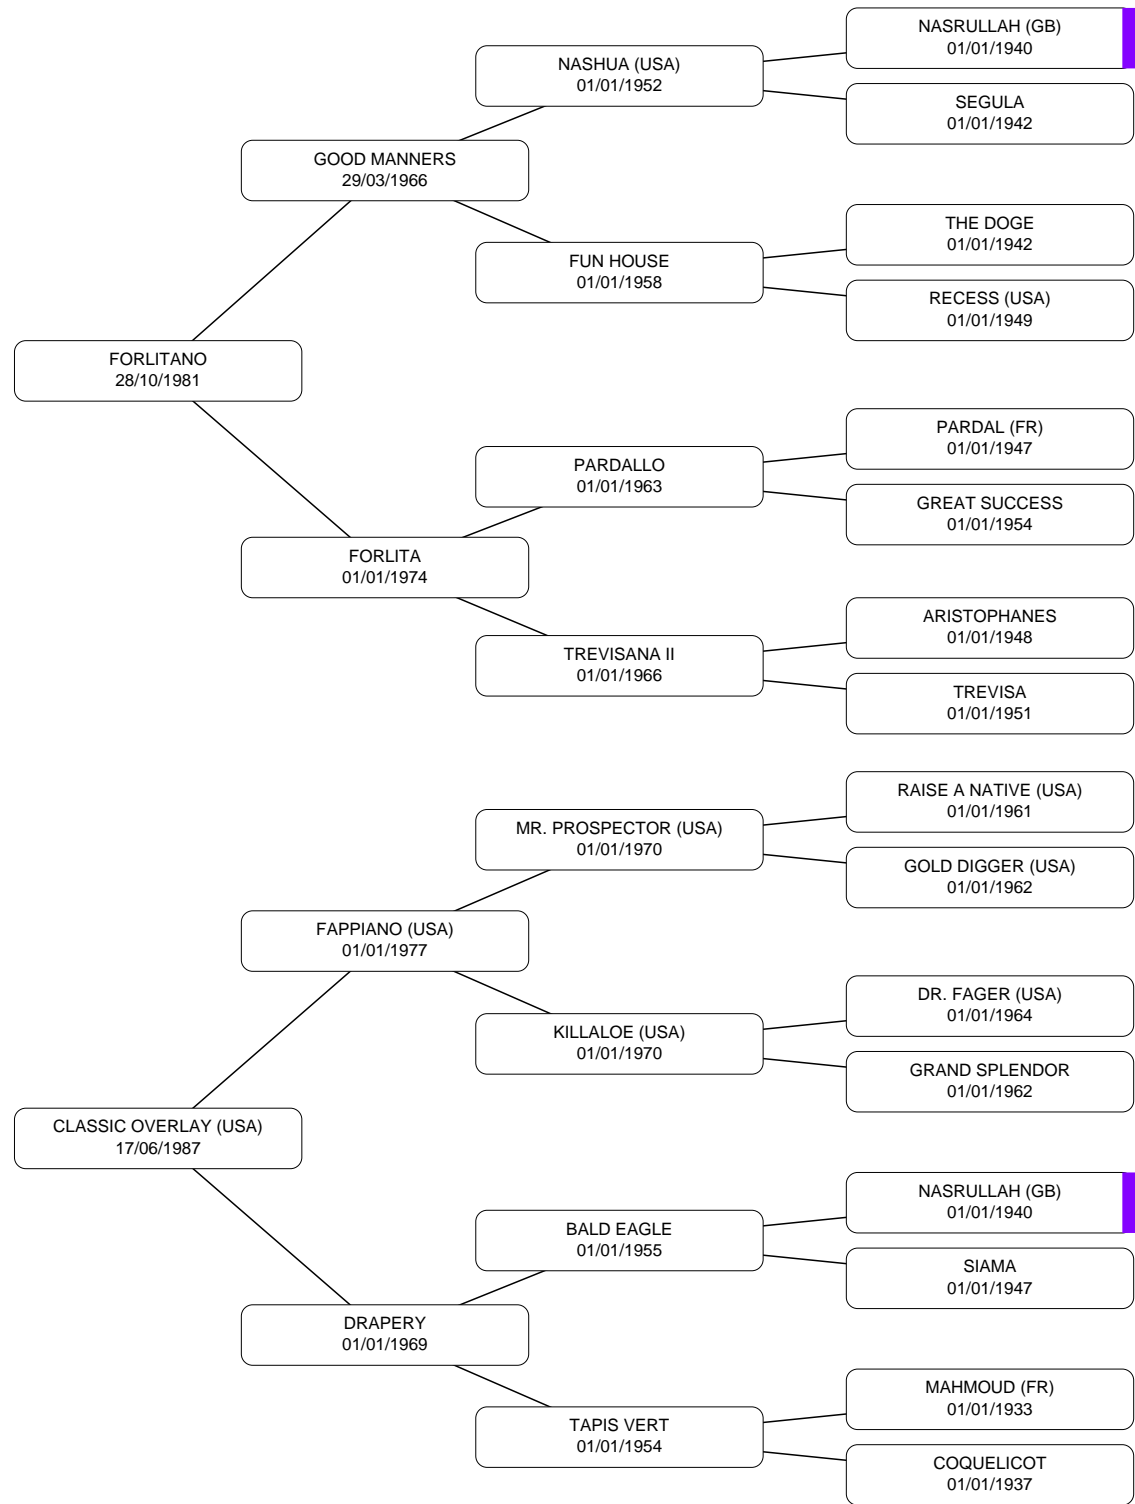 NASRULLAH (GB)
01/01/1940
NASHUA (USA)
01/01/1952
SEGULA
01/01/1942
GOOD MANNERS
29/03/1966
THE DOGE
01/01/1942
FUN HOUSE
01/01/1958
RECESS (USA)
01/01/1949
FORLITANO
28/10/1981
PARDAL (FR)
01/01/1947
PARDALLO
01/01/1963
GREAT SUCCESS
01/01/1954
FORLITA
01/01/1974
ARISTOPHANES
01/01/1948
TREVISANA II
01/01/1966
TREVISA
01/01/1951
RAISE A NATIVE (USA)
01/01/1961
MR. PROSPECTOR (USA)
01/01/1970
GOLD DIGGER (USA)
01/01/1962
FAPPIANO (USA)
01/01/1977
DR. FAGER (USA)
01/01/1964
KILLALOE (USA)
01/01/1970
GRAND SPLENDOR
01/01/1962
CLASSIC OVERLAY (USA)
17/06/1987
NASRULLAH (GB)
01/01/1940
BALD EAGLE
01/01/1955
SIAMA
01/01/1947
DRAPERY
01/01/1969
MAHMOUD (FR)
01/01/1933
TAPIS VERT
01/01/1954
COQUELICOT
01/01/1937